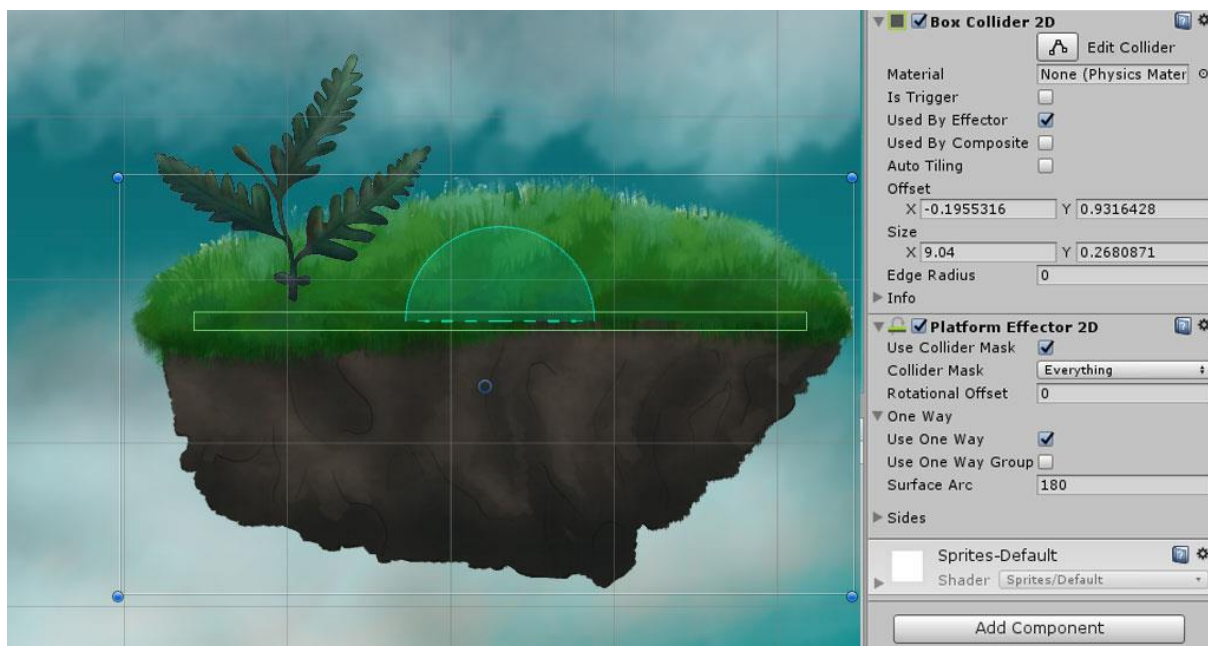 Box Collider 2D
Edit Collider
Material None (Physics Mater
Is Trigger
Used By Effector
Used By Composite
Auto Tiling
Offset
X -0.1955316 Y 0.9316428
Size
X 9.04 Y 0.2680871
Edge Radius 0
Info
Platform Effector 2D
Use Collider Mask
Collider Mask Everything
Rotational Offset 0
One Way
Use One Way
Use One Way Group
Surface Arc 180
Sides
Sprites-Default
Shader Sprites/Default
Add Component